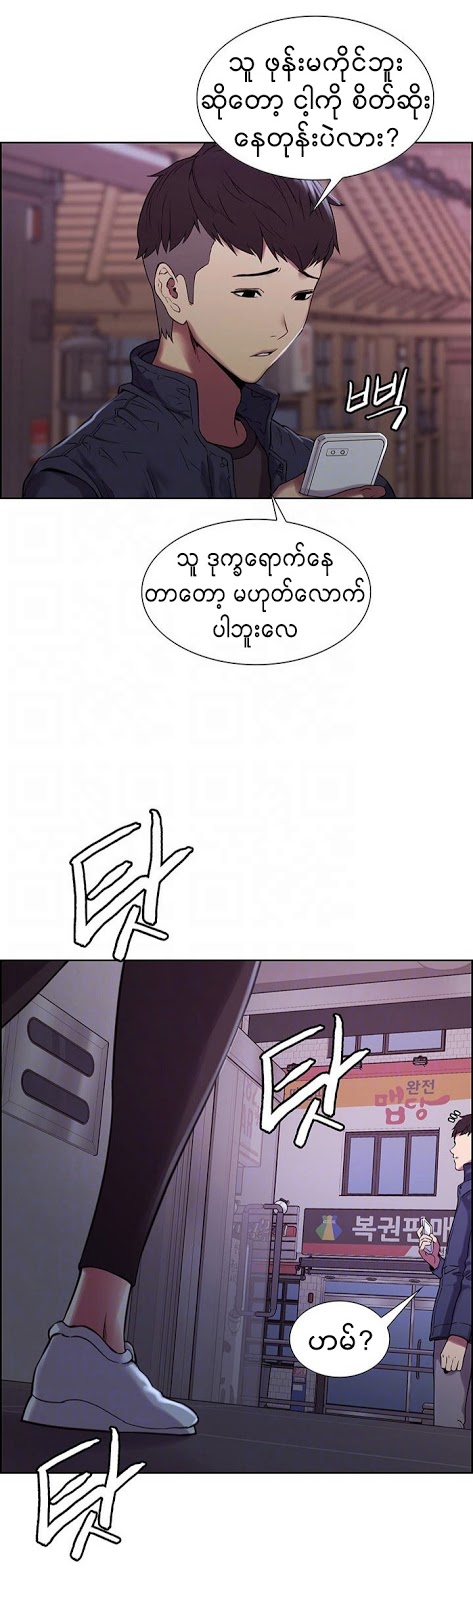 သူ ဖုန်းမကိုင်ဘူး
ဆိုတော့ ငါ့ကို စိတ်ဆိုး
နေတုန်းပဲလား?
삐빅
သူ ဒုက္ခရောက်နေ
တာတော့ မဟုတ်လောက်
ပါဘူးလေ
탓
탓
완전
맵당
복권판매
ဟမ်?
탓